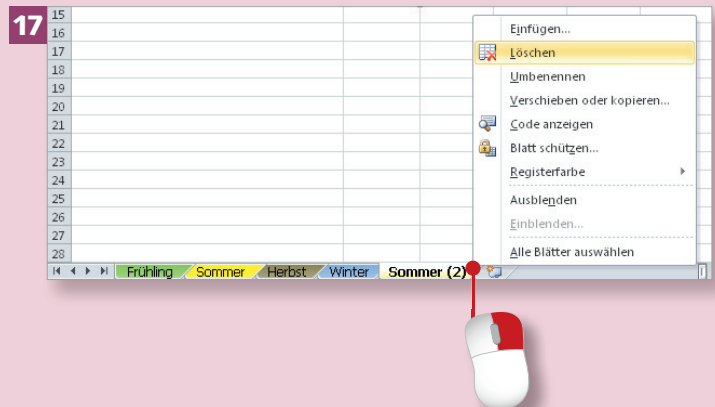 17
15
16
17
18
19
20
21
22
23
24
25
26
27
28
Einfügen...
Löschen
Umbenennen
Verschieben oder kopieren...
Code anzeigen
Blatt schützen...
Registerfarbe
Ausblenden
Einblenden...
Alle Blätter auswählen
Frühling Sommer Herbst Winter Sommer (2)